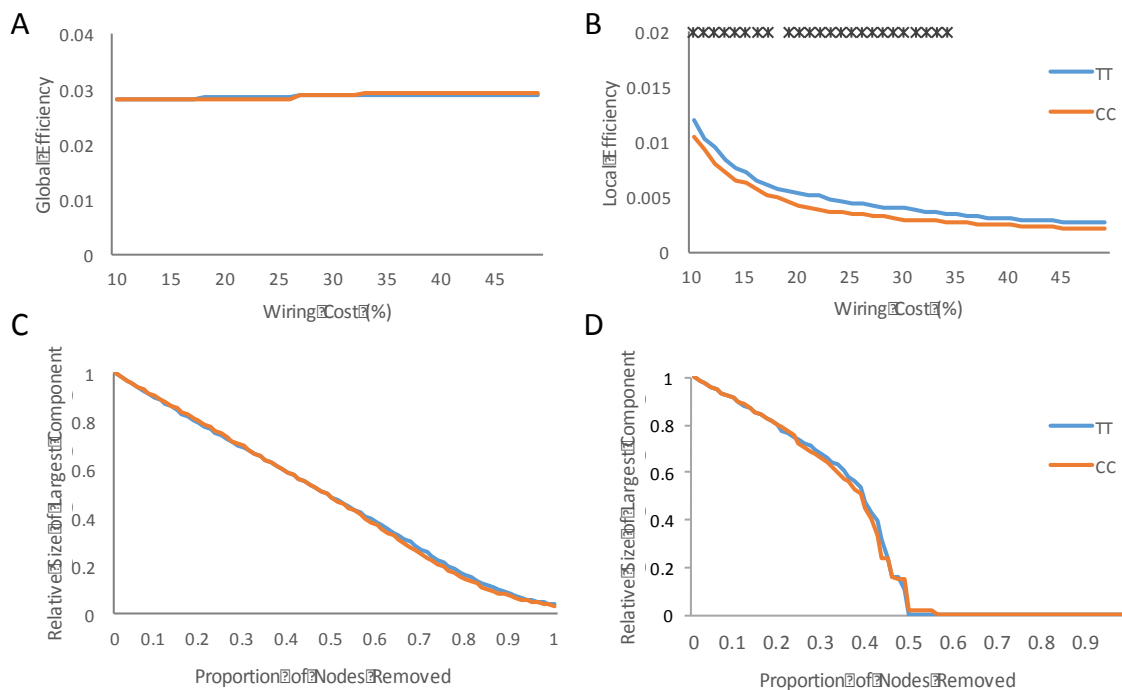 A
0.04
0.03
0.02
0.01
0
Global Efficiency
10 15 20 25 30 35 40 45
Wiring Cost (%)
B
0.02
0.015
0.01
0.005
0
Local Efficiency
10 15 20 25 30 35 40 45
Wiring Cost (%)
TT
CC
C
1
0.8
0.6
0.4
0.2
0
Relative Size of Largest Component
0 0.1 0.2 0.3 0.4 0.5 0.6 0.7 0.8 0.9 1
Proportion of Nodes Removed
D
1
0.8
0.6
0.4
0.2
0
Relative Size of Largest Component
0 0.1 0.2 0.3 0.4 0.5 0.6 0.7 0.8 0.9
Proportion of Nodes Removed
TT
CC